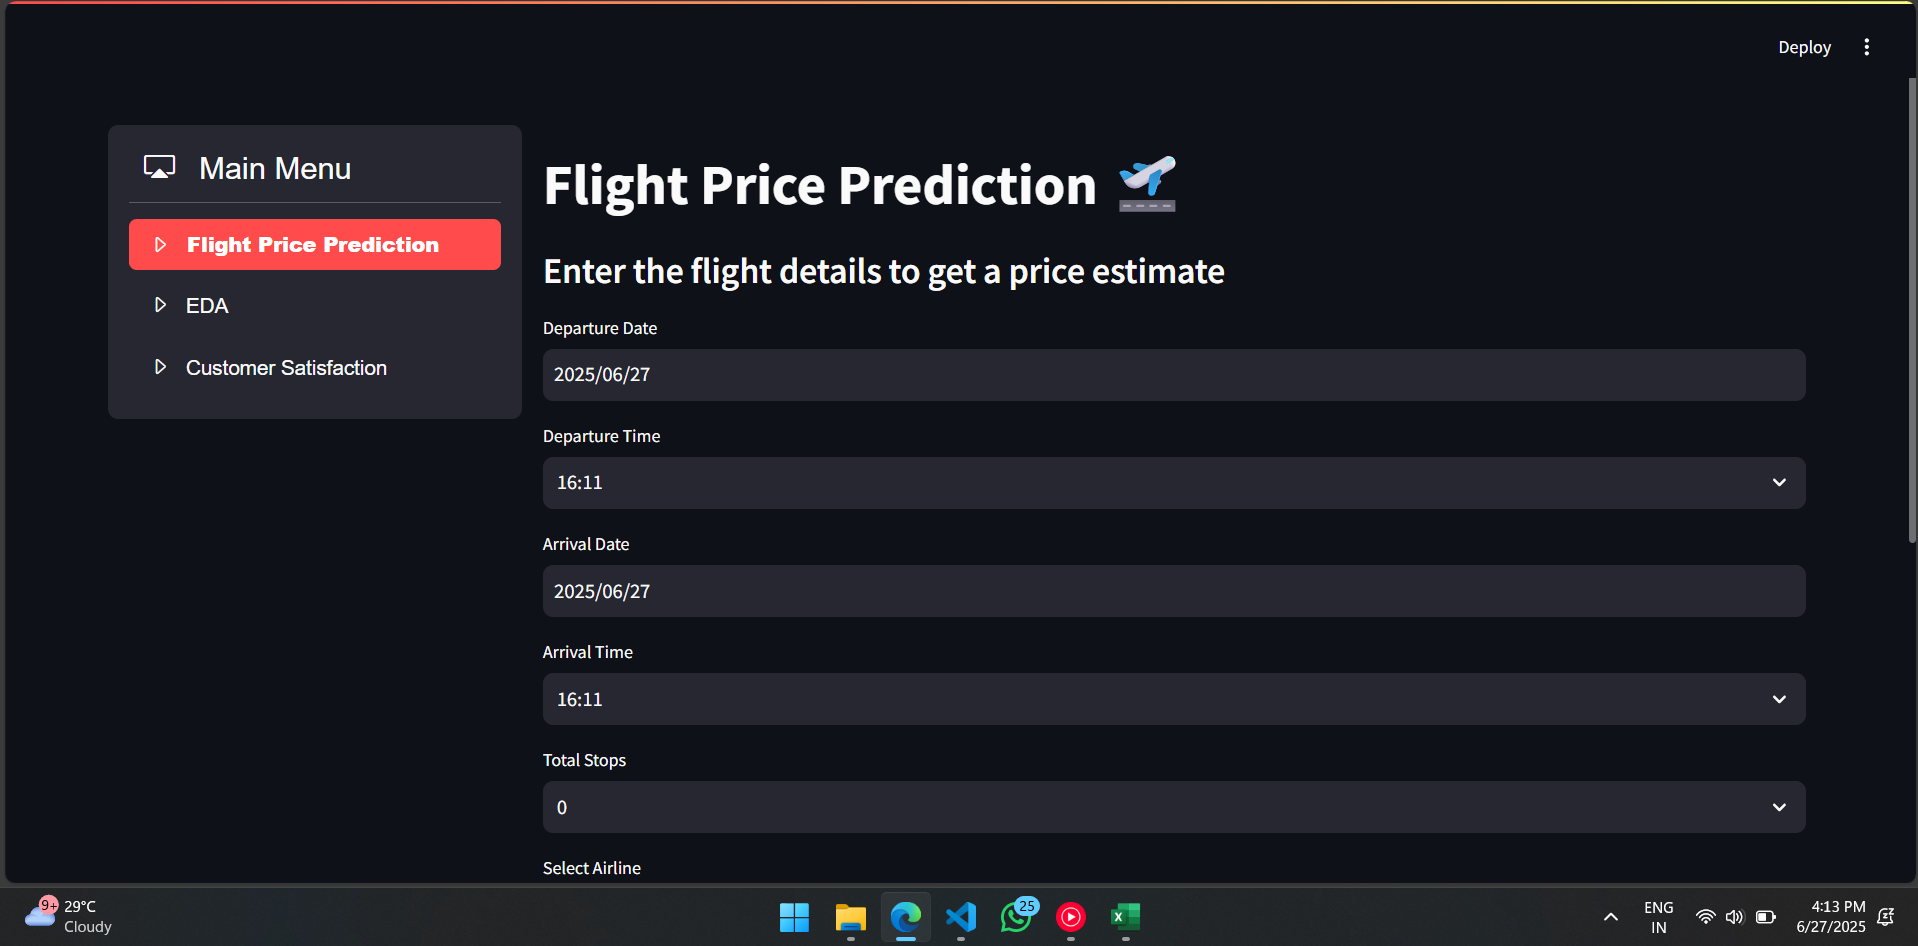 Deploy
Main Menu
Flight Price Prediction
EDA
Customer Satisfaction
Flight Price Prediction
Enter the flight details to get a price estimate
Departure Date
2025/06/27
Departure Time
16:11
Arrival Date
2025/06/27
Arrival Time
16:11
Total Stops
0
Select Airline
9+
29°C
Cloudy
25
X
ENG
IN
4:13 PM
6/27/2025